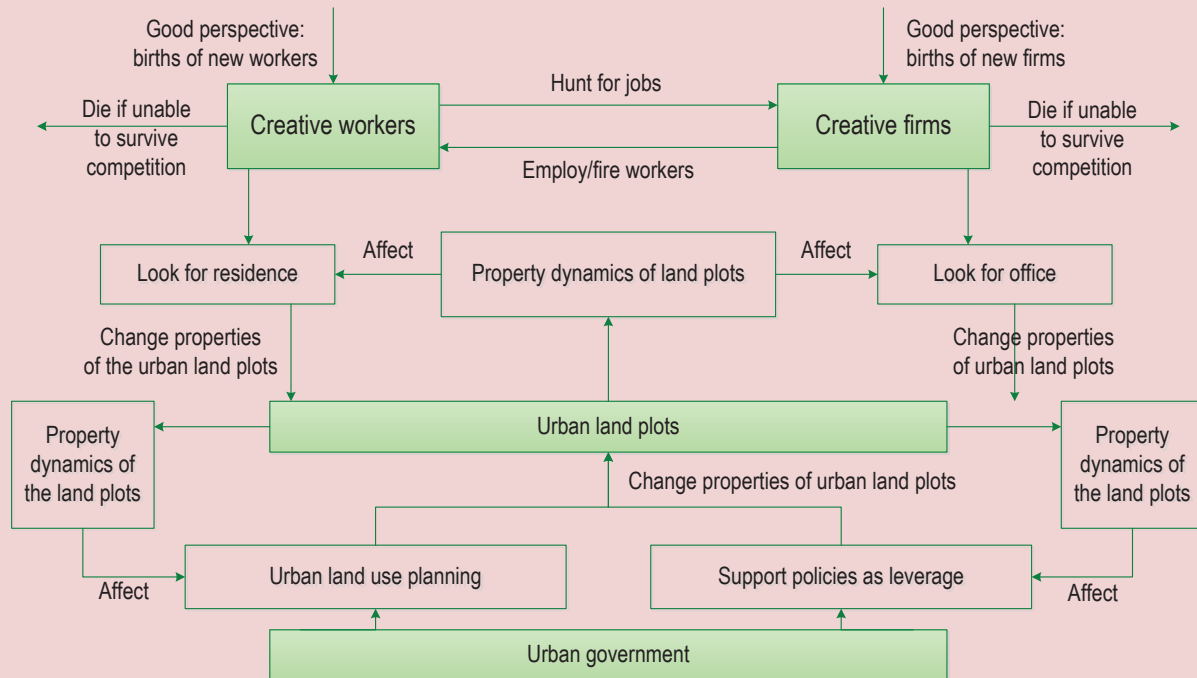 Good perspective:
births of new workers
Good perspective:
births of new firms
Hunt for jobs
Die if unable
to survive
competition
Creative workers
Creative firms
Die if unable
to survive
competition
Employ/fire workers
Affect
Affect
Look for residence
Property dynamics of land plots
Look for office
Change properties
of the urban land plots
Change properties
of urban land plots
Property
dynamics of
the land plots
Urban land plots
Property
dynamics of
the land plots
Change properties of urban land plots
Urban land use planning
Support policies as leverage
Affect
Affect
Urban government